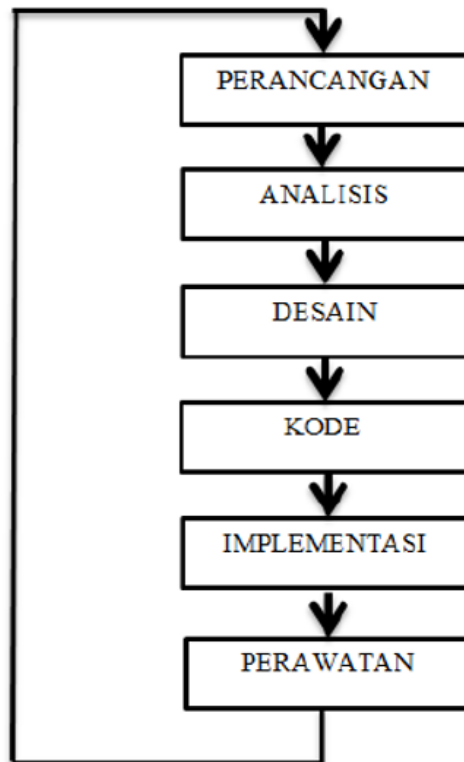 PERANCANGAN
ANALISIS
DESAIN
KODE
IMPLEMENTASI
PERAWATAN